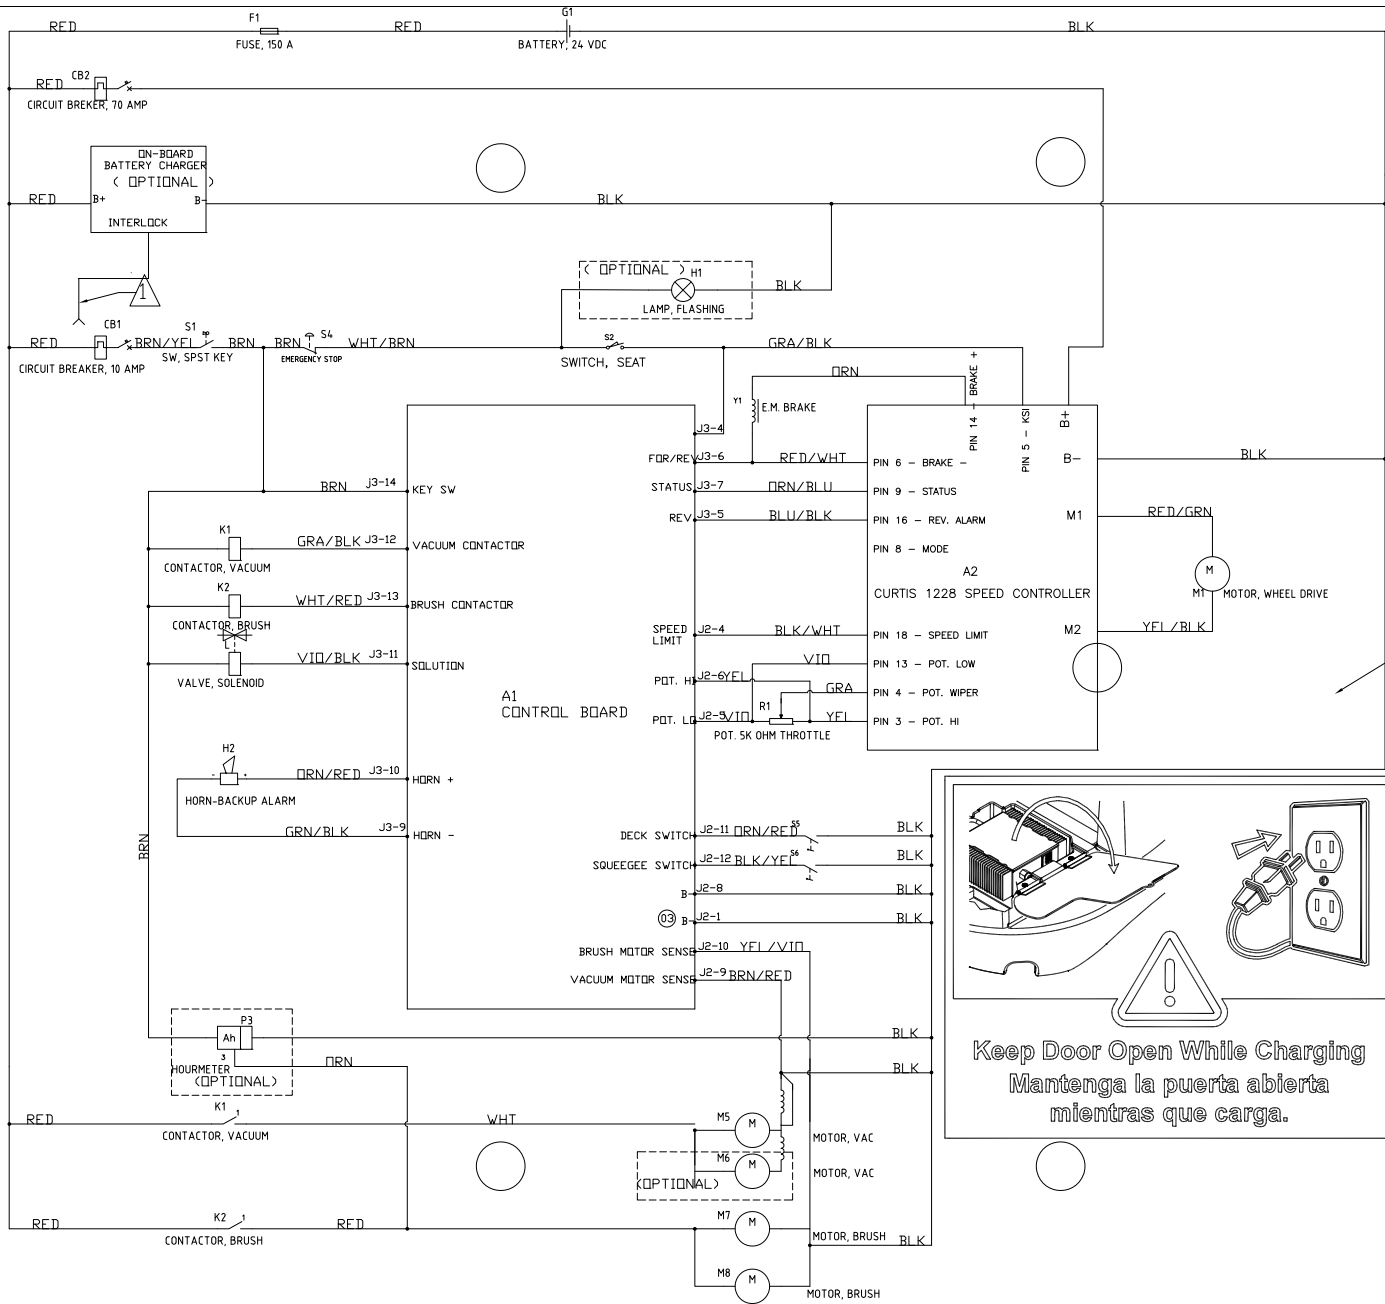 RED
F1
FUSE, 150 A
RED
G1
BATTERY, 24 VDC
BLK
RED
CB2
CIRCUIT BREKER, 70 AMP
ON-BOARD
BATTERY CHARGER
( OPTIONAL )
B+
B-
INTERLOCK
RED
BLK
1
( OPTIONAL )
H1
LAMP, FLASHING
BLK
RED
CB1
CIRCUIT BREAKER, 10 AMP
BRN/YEL
S1
SW, SPST KEY
BRN
BRN
S4
EMERGENCY STOP
WHT/BRN
S2
SWITCH, SEAT
GRA/BLK
ORN
Y1
E.M. BRAKE
PIN 14 - BRAKE +
PIN 5 - KSI
B+
J3-4
FOR/REV
J3-6
RED/WHT
PIN 6 - BRAKE -
B-
BLK
BRN
J3-14
KEY SW
STATUS
J3-7
ORN/BLU
PIN 9 - STATUS
REV
J3-5
BLU/BLK
PIN 16 - REV. ALARM
M1
RED/GRN
K1
CONTACTOR, VACUUM
GRA/BLK
J3-12
VACUUM CONTACTOR
PIN 8 - MODE
A2
CURTIS 1228 SPEED CONTROLLER
M
M1
MOTOR, WHEEL DRIVE
K2
CONTACTOR, BRUSH
WHT/RED
J3-13
BRUSH CONTACTOR
SPEED
LIMIT
J2-4
BLK/WHT
PIN 18 - SPEED LIMIT
M2
YEL/BLK
L
VALVE, SOLENOID
VIO/BLK
J3-11
SOLUTION
VIO
PIN 13 - POT. LOW
POT. HI
J2-6
YEL
GRA
PIN 4 - POT. WIPER
A1
CONTROL BOARD
POT. LO
J2-5
VIO
R1
POT. 5K OHM THROTTLE
YEL
PIN 3 - POT. HI
H2
-
+
HORN-BACKUP ALARM
ORN/RED
J3-10
HORN +
GRN/BLK
J3-9
HORN -
BRN
DECK SWITCH
J2-11
ORN/RED
S5
BLK
SQUEEGEE SWITCH
J2-12
BLK/YEL
S6
BLK
B-
J2-8
BLK
03
B-
J2-1
BLK
BRUSH MOTOR SENSE
J2-10
YEL/VIO
VACUUM MOTOR SENSE
J2-9
BRN/RED
P3
Ah
3
HOURMETER
(OPTIONAL)
ORN
BLK
BLK
Keep Door Open While Charging
Mantenga la puerta abierta
mientras que carga.
RED
K1
1
CONTACTOR, VACUUM
WHT
M5
M
MOTOR, VAC
M6
M
MOTOR, VAC
(OPTIONAL)
RED
K2
1
CONTACTOR, BRUSH
RED
M7
M
MOTOR, BRUSH
BLK
M8
M
MOTOR, BRUSH